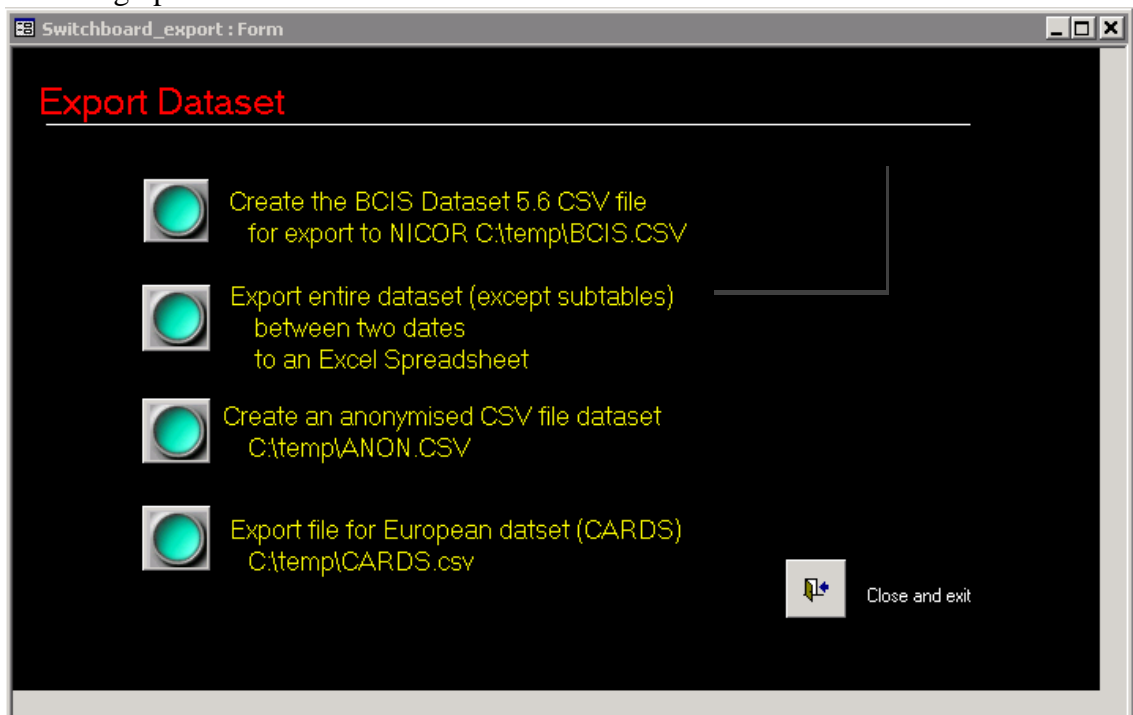 Switchboard_export : Form
Export Dataset
Create the BCIS Dataset 5.6 CSV file
for export to NICOR C:\temp\BCIS.CSV
Export entire dataset (except subtables)
between two dates
to an Excel Spreadsheet
Create an anonymised CSV file dataset
C:\temp\ANON.CSV
Export file for European datset (CARDS)
C:\temp\CARDS.csv
Close and exit